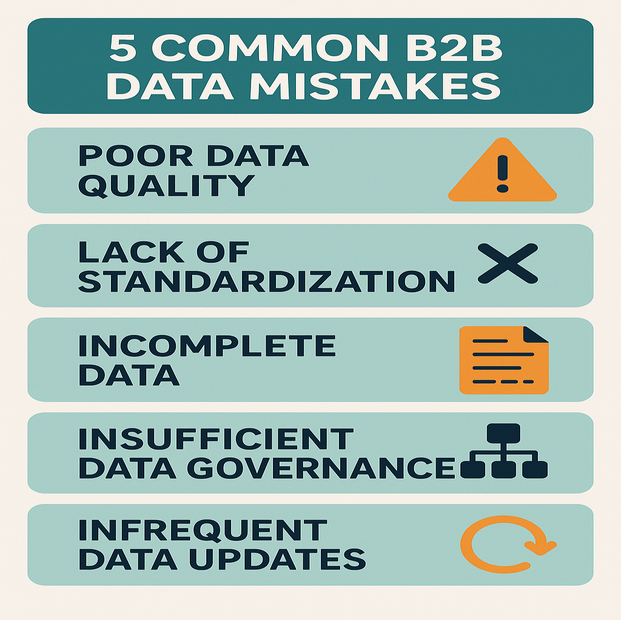 5 COMMON B2B
DATA MISTAKES
POOR DATA
QUALITY
LACK OF
STANDARDIZATION
INCOMPLETE
DATA
INSUFFICIENT
DATA GOVERNANCE
INFREQUENT
DATA UPDATES